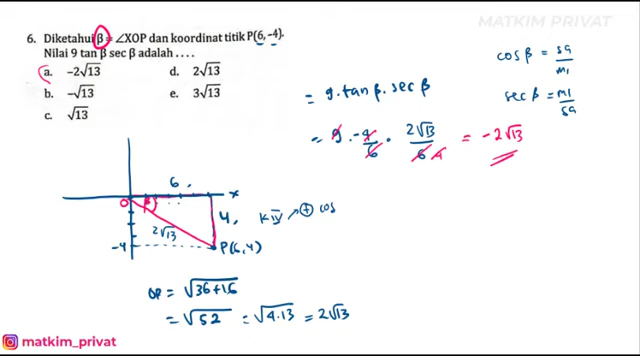 MATKIM PRIVAT
6. Diketahui β = ∠XOP dan koordinat titik P(6,-4).
Nilai 9 tan β sec β adalah . . . .
a. -2√13
b. -√13
c. √13
d. 2√13
e. 3√13
cos β = sa/mi
sec β = mi/sa
= 9. tan β. sec β
= 9 . -4/6 . 2√13/6 = -2√13
6
x
O
β
4
2√13
-4
P(6,4)
K IV ↗ ⊕ cos
OP = √36+16
= √52 = √4.13 = 2√13
matkim_privat